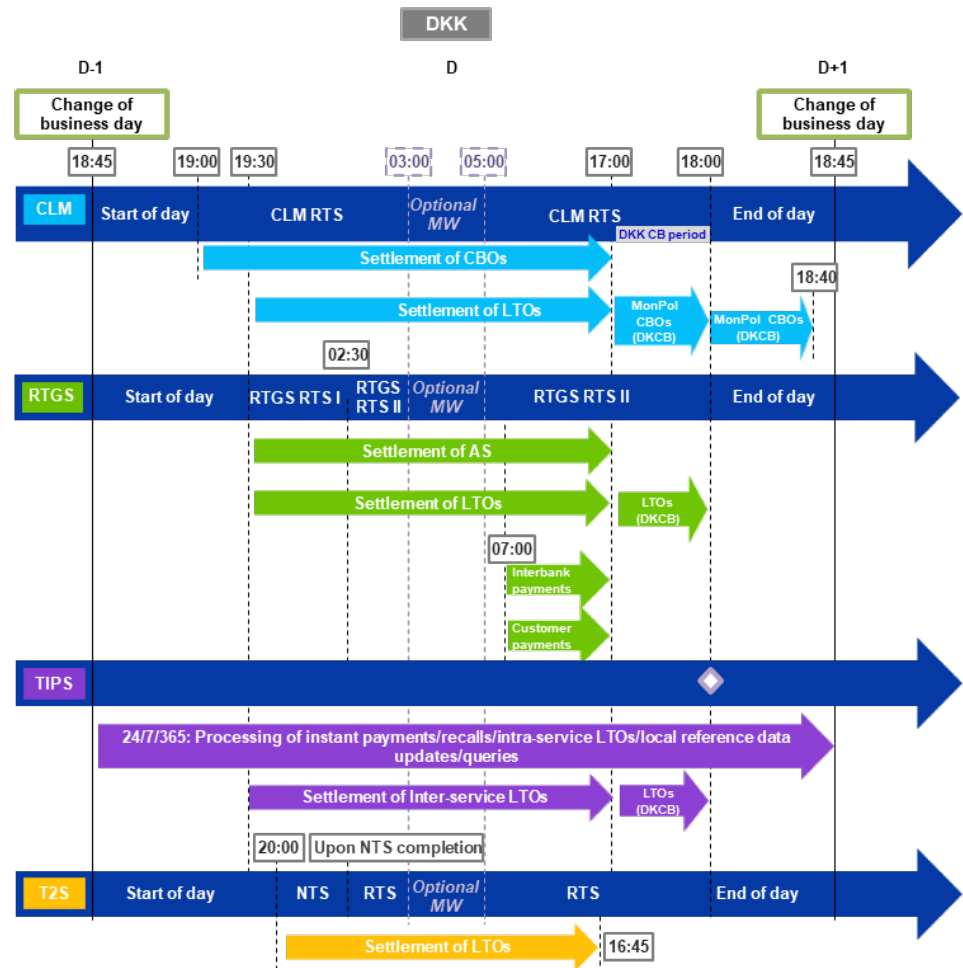 DKK
D-1
D
D+1
Change of
business day
Change of
business day
18:45
19:00
19:30
03:00
05:00
17:00
18:00
18:45
CLM
Start of day
CLM RTS
Optional
MW
CLM RTS
End of day
DKK CB period
Settlement of CBOs
18:40
Settlement of LTOs
MonPol
CBOs
(DKCB)
MonPol CBOs
(DKCB)
02:30
RTGS
Start of day
RTGS RTS I
RTGS
RTS II
Optional
MW
RTGS RTS II
End of day
Settlement of AS
Settlement of LTOs
LTOs
(DKCB)
07:00
Interbank
payments
Customer
payments
TIPS
24/7/365: Processing of instant payments/recalls/intra-service LTOs/local reference data
updates/queries
Settlement of Inter-service LTOs
LTOs
(DKCB)
20:00
Upon NTS completion
T2S
Start of day
NTS
RTS
Optional
MW
RTS
End of day
Settlement of LTOs
16:45